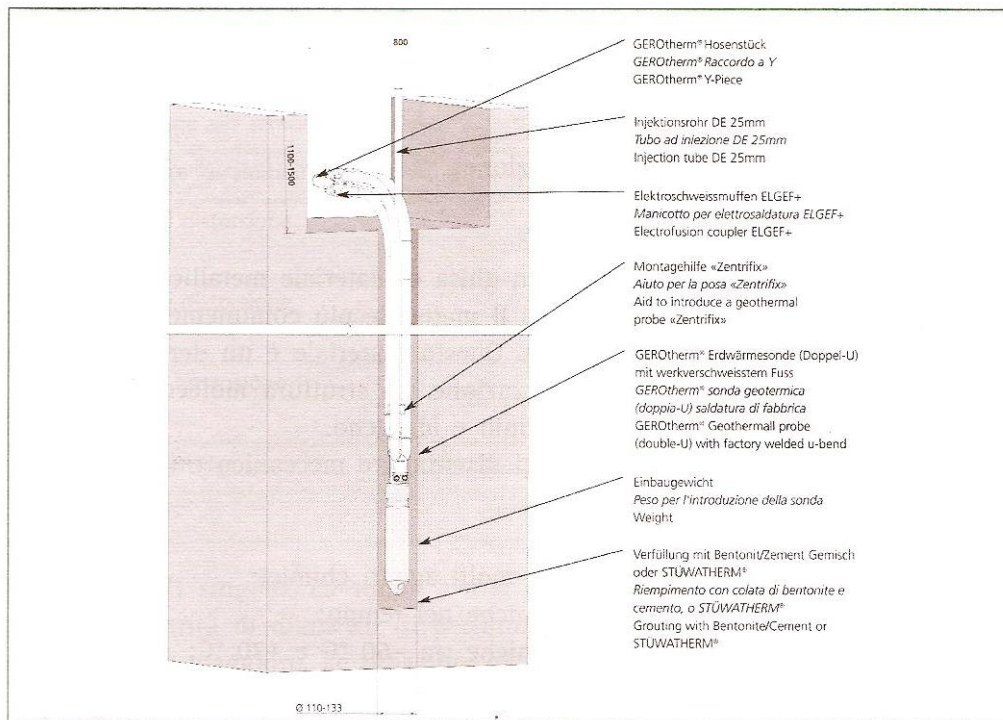 800
1100-1500
GEROtherm® Hosenstück
GEROtherm® Raccordo a Y
GEROtherm® Y-Piece
Injektionsrohr DE 25mm
Tubo ad iniezione DE 25mm
Injection tube DE 25mm
Elektroschweissmuffen ELGEF+
Manicotto per elettrosaldatura ELGEF+
Electrofusion coupler ELGEF+
Montagehilfe «Zentrifix»
Aiuto per la posa «Zentrifix»
Aid to introduce a geothermal
probe «Zentrifix»
GEROtherm® Erdwärmesonde (Doppel-U)
mit werkverschweisstem Fuss
GEROtherm® sonda geotermica
(doppia-U) saldatura di fabbrica
GEROtherm® Geothermall probe
(double-U) with factory welded u-bend
Einbaugewicht
Peso per l'introduzione della sonda
Weight
Verfüllung mit Bentonit/Zement Gemisch
oder STÜWATHERM®
Riempimento con colata di bentonite e
cemento, o STÜWATHERM®
Grouting with Bentonite/Cement or
STÜWATHERM®
Ø 110-133